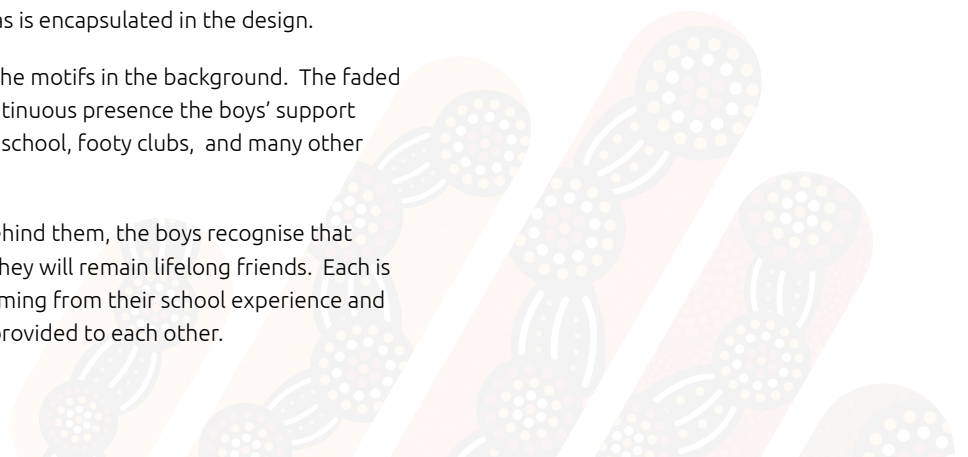 as is encapsulated in the design.
he motifs in the background.  The faded
tinuous presence the boys’ support
school, footy clubs,  and many other
hind them, the boys recognise that
hey will remain lifelong friends.  Each is
ming from their school experience and
provided to each other.